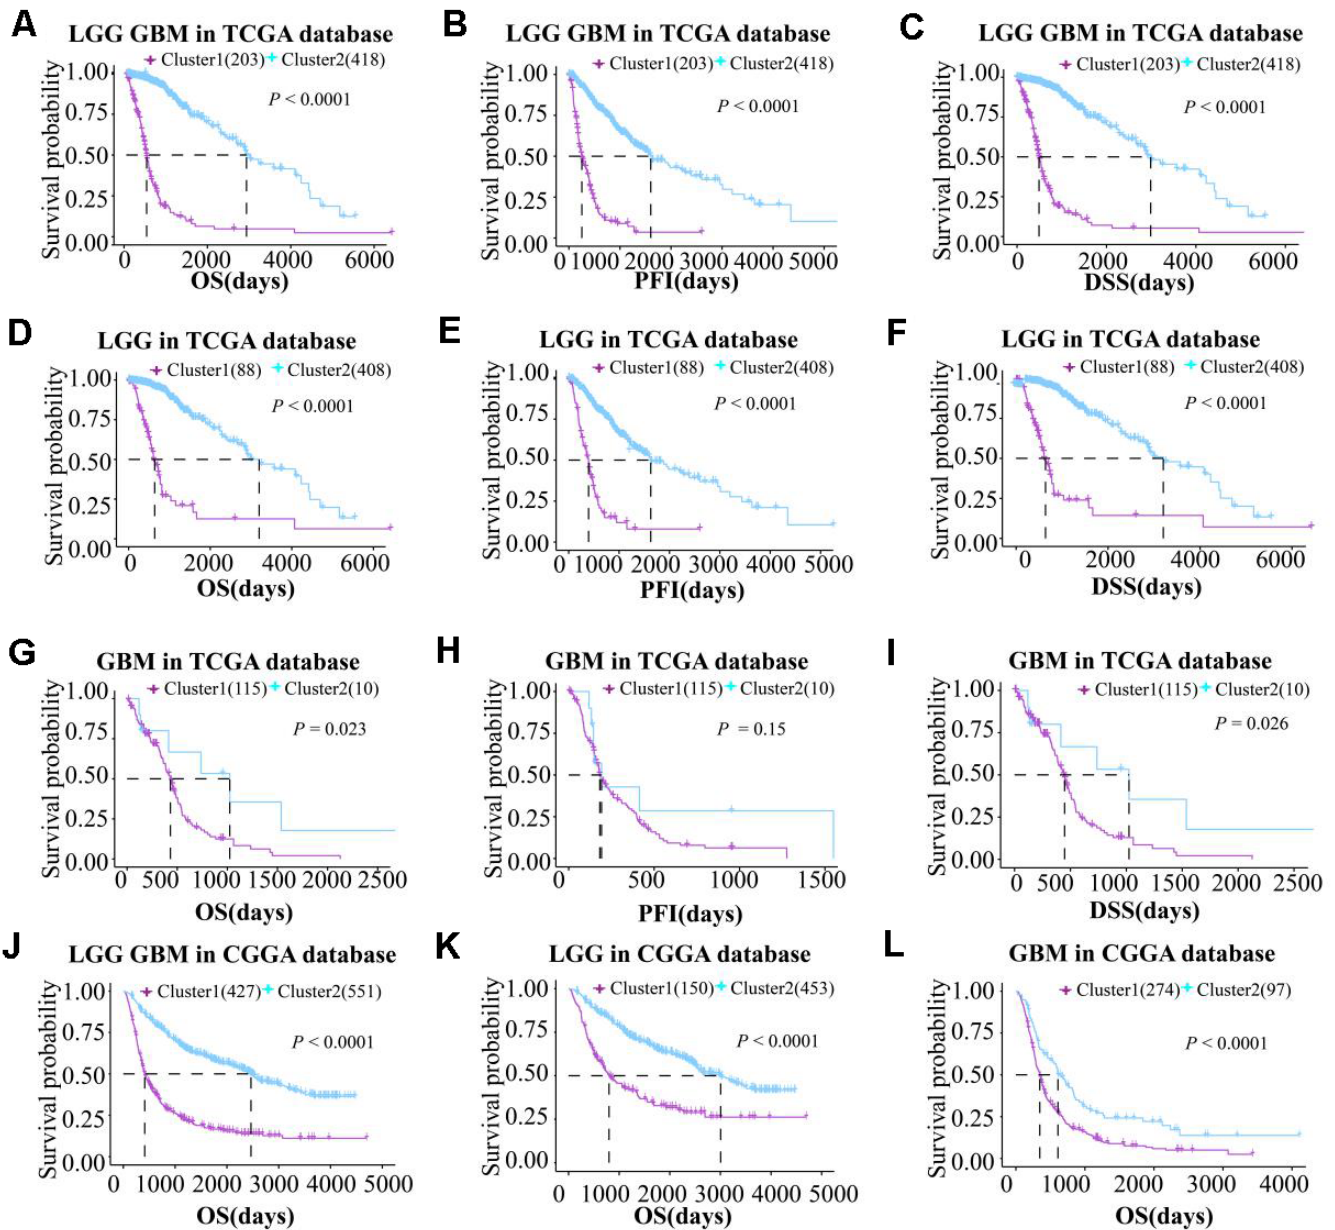 A
LGG GBM in TCGA database
Cluster1(203) Cluster2(418)
P < 0.0001
Survival probability
1.00
0.75
0.50
0.25
0.00
0 2000 4000 6000
OS(days)
B
LGG GBM in TCGA database
Cluster1(203) Cluster2(418)
P < 0.0001
Survival probability
1.00
0.75
0.50
0.25
0.00
0 1000 2000 3000 4000 5000
PFI(days)
C
LGG GBM in TCGA database
Cluster1(203) Cluster2(418)
P < 0.0001
Survival probability
1.00
0.75
0.50
0.25
0.00
0 2000 4000 6000
DSS(days)
D
LGG in TCGA database
Cluster1(88) Cluster2(408)
P < 0.0001
Survival probability
1.00
0.75
0.50
0.25
0.00
0 2000 4000 6000
OS(days)
E
LGG in TCGA database
Cluster1(88) Cluster2(408)
P < 0.0001
Survival probability
1.00
0.75
0.50
0.25
0.00
0 1000 2000 3000 4000 5000
PFI(days)
F
LGG in TCGA database
Cluster1(88) Cluster2(408)
P < 0.0001
Survival probability
1.00
0.75
0.50
0.25
0.00
0 2000 4000 6000
DSS(days)
G
GBM in TCGA database
Cluster1(115) Cluster2(10)
P = 0.023
Survival probability
1.00
0.75
0.50
0.25
0.00
0 500 1000 1500 2000 2500
OS(days)
H
GBM in TCGA database
Cluster1(115) Cluster2(10)
P = 0.15
Survival probability
1.00
0.75
0.50
0.25
0.00
0 500 1000 1500
PFI(days)
I
GBM in TCGA database
Cluster1(115) Cluster2(10)
P = 0.026
Survival probability
1.00
0.75
0.50
0.25
0.00
0 500 1000 1500 2000 2500
DSS(days)
J
LGG GBM in CGGA database
Cluster1(427) Cluster2(551)
P < 0.0001
Survival probability
1.00
0.75
0.50
0.25
0.00
0 1000 2000 3000 4000 5000
OS(days)
K
LGG in CGGA database
Cluster1(150) Cluster2(453)
P < 0.0001
Survival probability
1.00
0.75
0.50
0.25
0.00
0 1000 2000 3000 4000 5000
OS(days)
L
GBM in CGGA database
Cluster1(274) Cluster2(97)
P < 0.0001
Survival probability
1.00
0.75
0.50
0.25
0.00
0 1000 2000 3000 4000
OS(days)